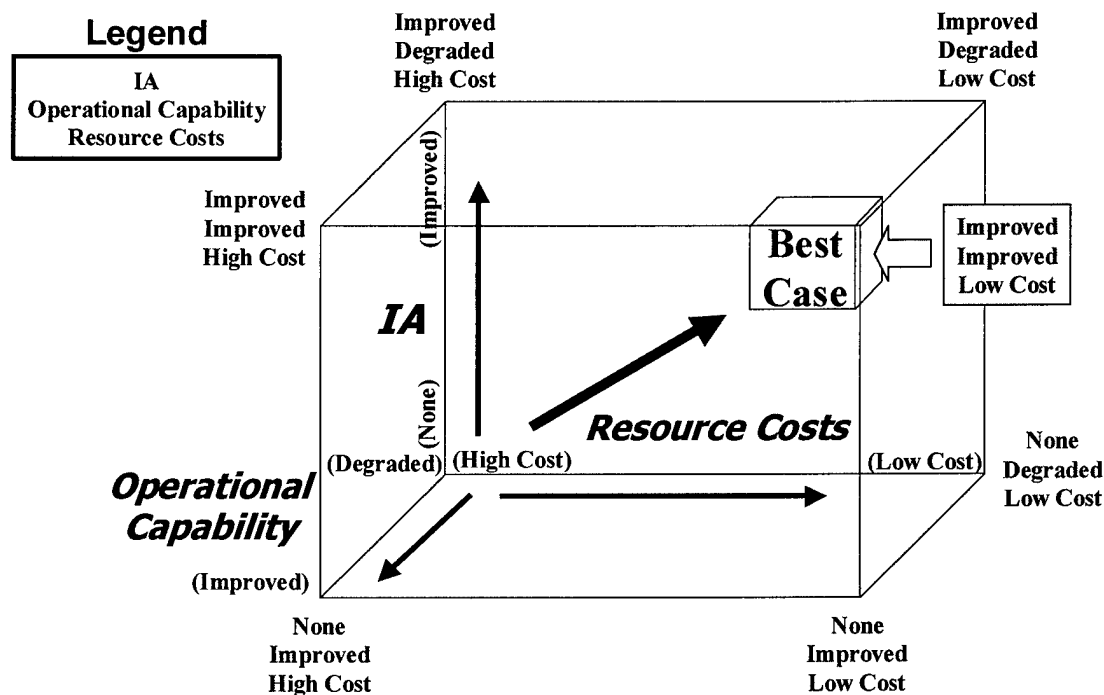 Legend
IA
Operational Capability
Resource Costs
Improved
Degraded
High Cost
Improved
Degraded
Low Cost
Improved
Improved
High Cost
(Improved)
Best
Case
Improved
Improved
Low Cost
IA
(None)
Resource Costs
(Degraded)
(High Cost)
(Low Cost)
None
Degraded
Low Cost
Operational
Capability
(Improved)
None
Improved
High Cost
None
Improved
Low Cost